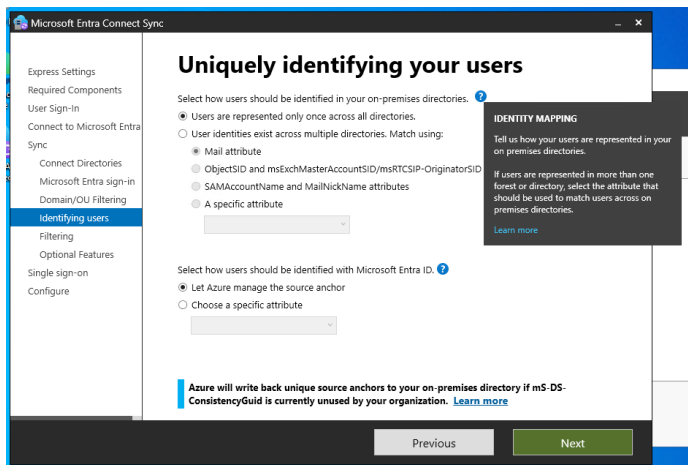 Microsoft Entra Connect Sync
Express Settings
Required Components
User Sign-In
Connect to Microsoft Entra
Sync
Connect Directories
Microsoft Entra sign-in
Domain/OU Filtering
Identifying users
Filtering
Optional Features
Single sign-on
Configure
Uniquely identifying your users
Select how users should be identified in your on-premises directories. ?
Users are represented only once across all directories.
User identities exist across multiple directories. Match using:
Mail attribute
ObjectSID and msExchMasterAccountSID/msRTCSIP-OriginatorSID
SAMAccountName and MailNickName attributes
A specific attribute
IDENTITY MAPPING
Tell us how your users are represented in your
on premises directories.
If users are represented in more than one
forest or directory, select the attribute that
should be used to match users across on
premises directories.
Learn more
Select how users should be identified with Microsoft Entra ID. ?
Let Azure manage the source anchor
Choose a specific attribute
Azure will write back unique source anchors to your on-premises directory if mS-DS-
ConsistencyGuid is currently unused by your organization. Learn more
Previous
Next